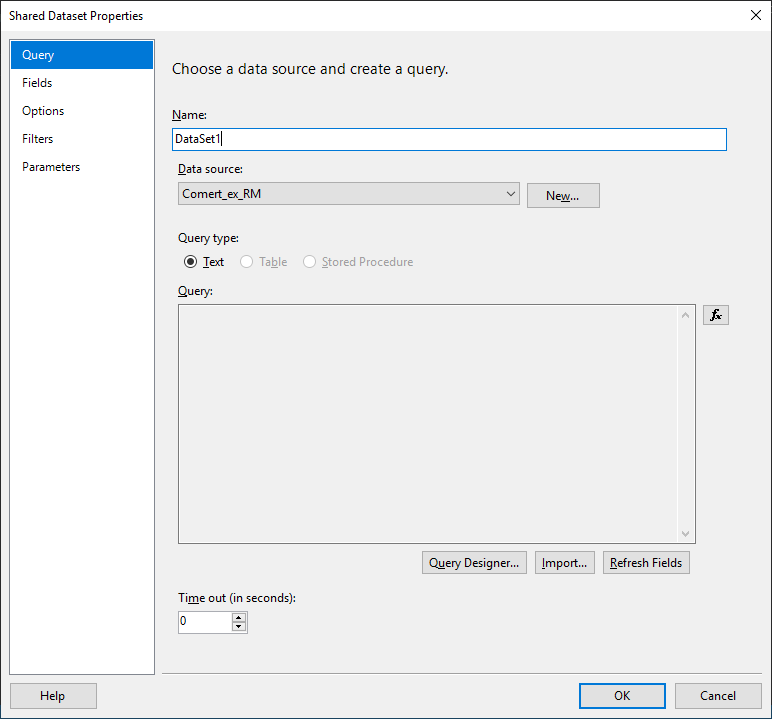 Shared Dataset Properties
Query
Fields
Options
Filters
Parameters
Choose a data source and create a query.
Name:
DataSet1
Data source:
Comert_ex_RM
New...
Query type:
Text
Table
Stored Procedure
Query:
fx
Query Designer...
Import...
Refresh Fields
Time out (in seconds):
0
Help
OK
Cancel